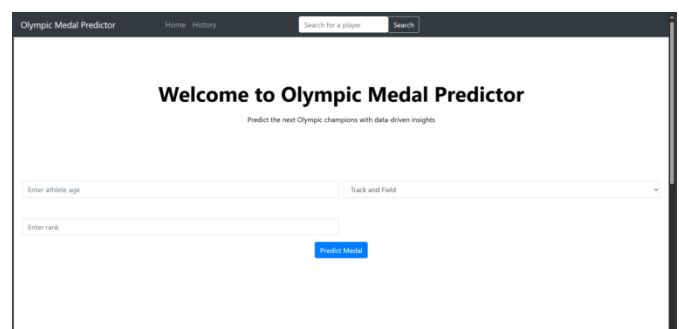 Olympic Medal Predictor Home History Search for a player Search
Welcome to Olympic Medal Predictor
Predict the next Olympic champions with data-driven insights
Enter athlete age Track and Field
Enter rank
Predict Medal